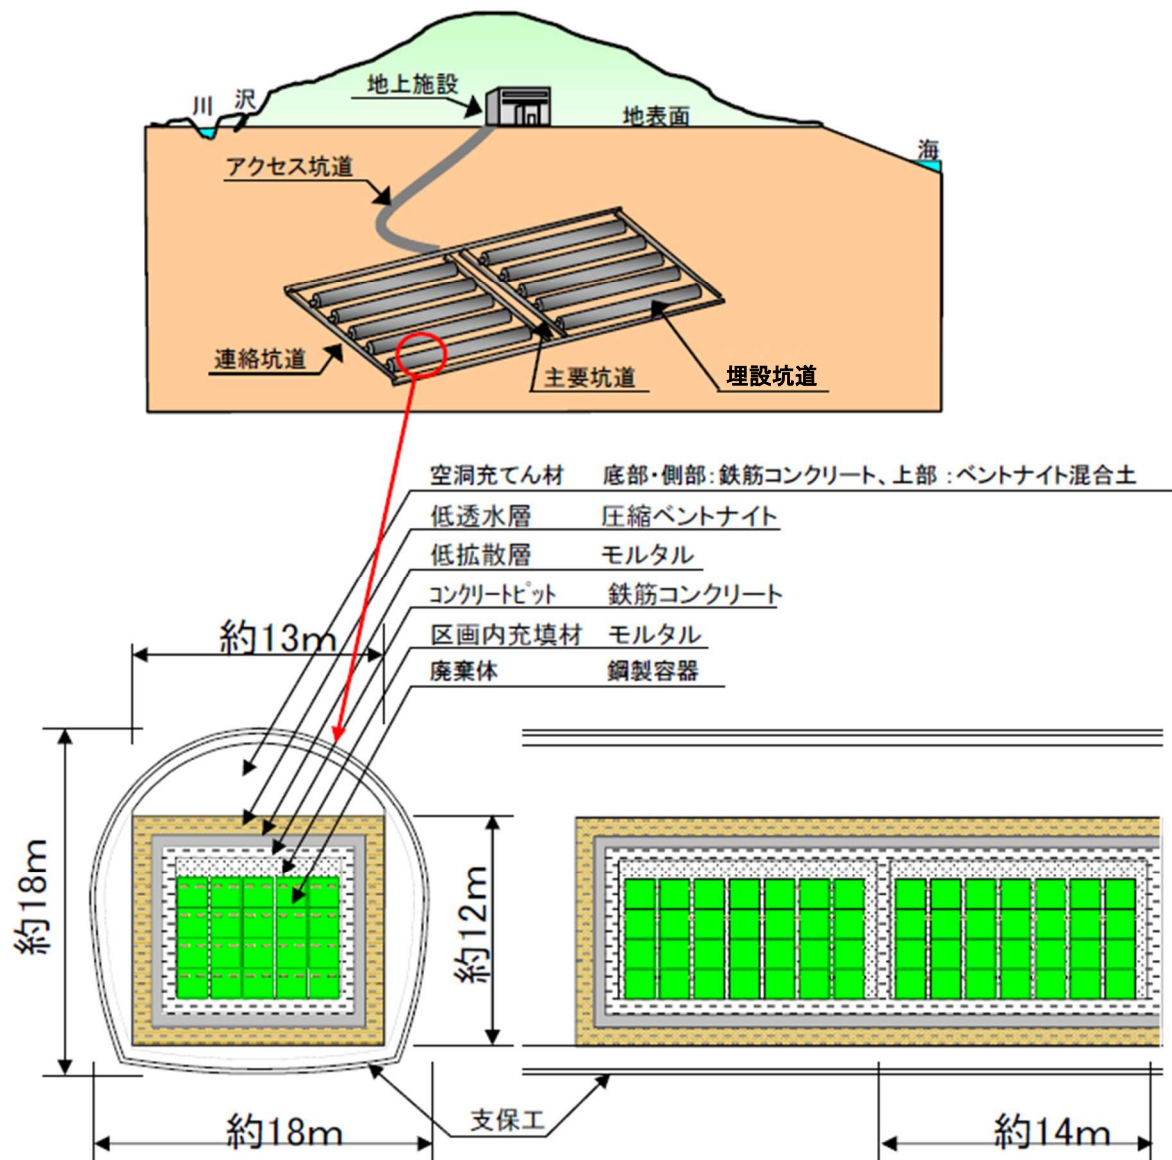 地上施設
川 沢
地表面
海
アクセス坑道
連絡坑道
主要坑道
埋設坑道
空洞充てん材 底部・側部：鉄筋コンクリート、上部：ベントナイト混合土
低透水層 圧縮ベントナイト
低拡散層 モルタル
コンクリートピット 鉄筋コンクリート
区画内充填材 モルタル
廃棄体 鋼製容器
約13m
約18m
約12m
支保工
約18m
約14m